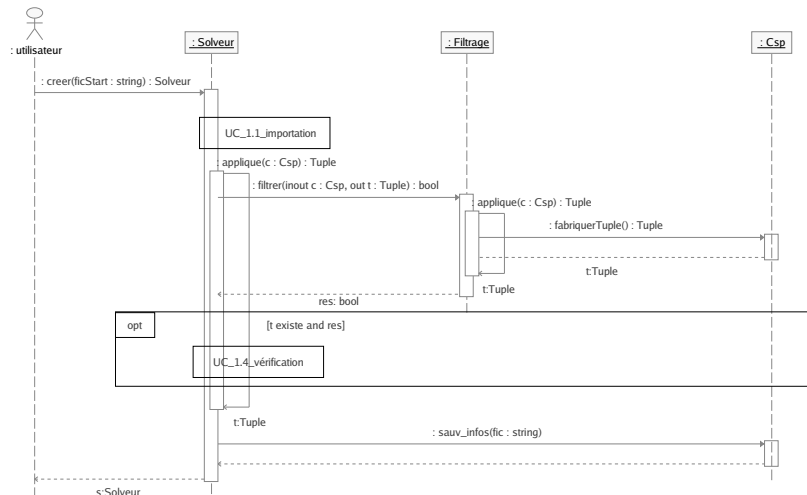 : utilisateur
: Solveur
: Filtrage
: Csp
: creer(ficStart : string) : Solveur
UC_1.1_importation
: applique(c : Csp) : Tuple
: filtrer(inout c : Csp, out t : Tuple) : bool
: applique(c : Csp) : Tuple
: fabriquerTuple() : Tuple
t:Tuple
t:Tuple
res: bool
opt
[t existe and res]
UC_1.4_vérification
t:Tuple
: sauv_infos(fic : string)
s:Solveur